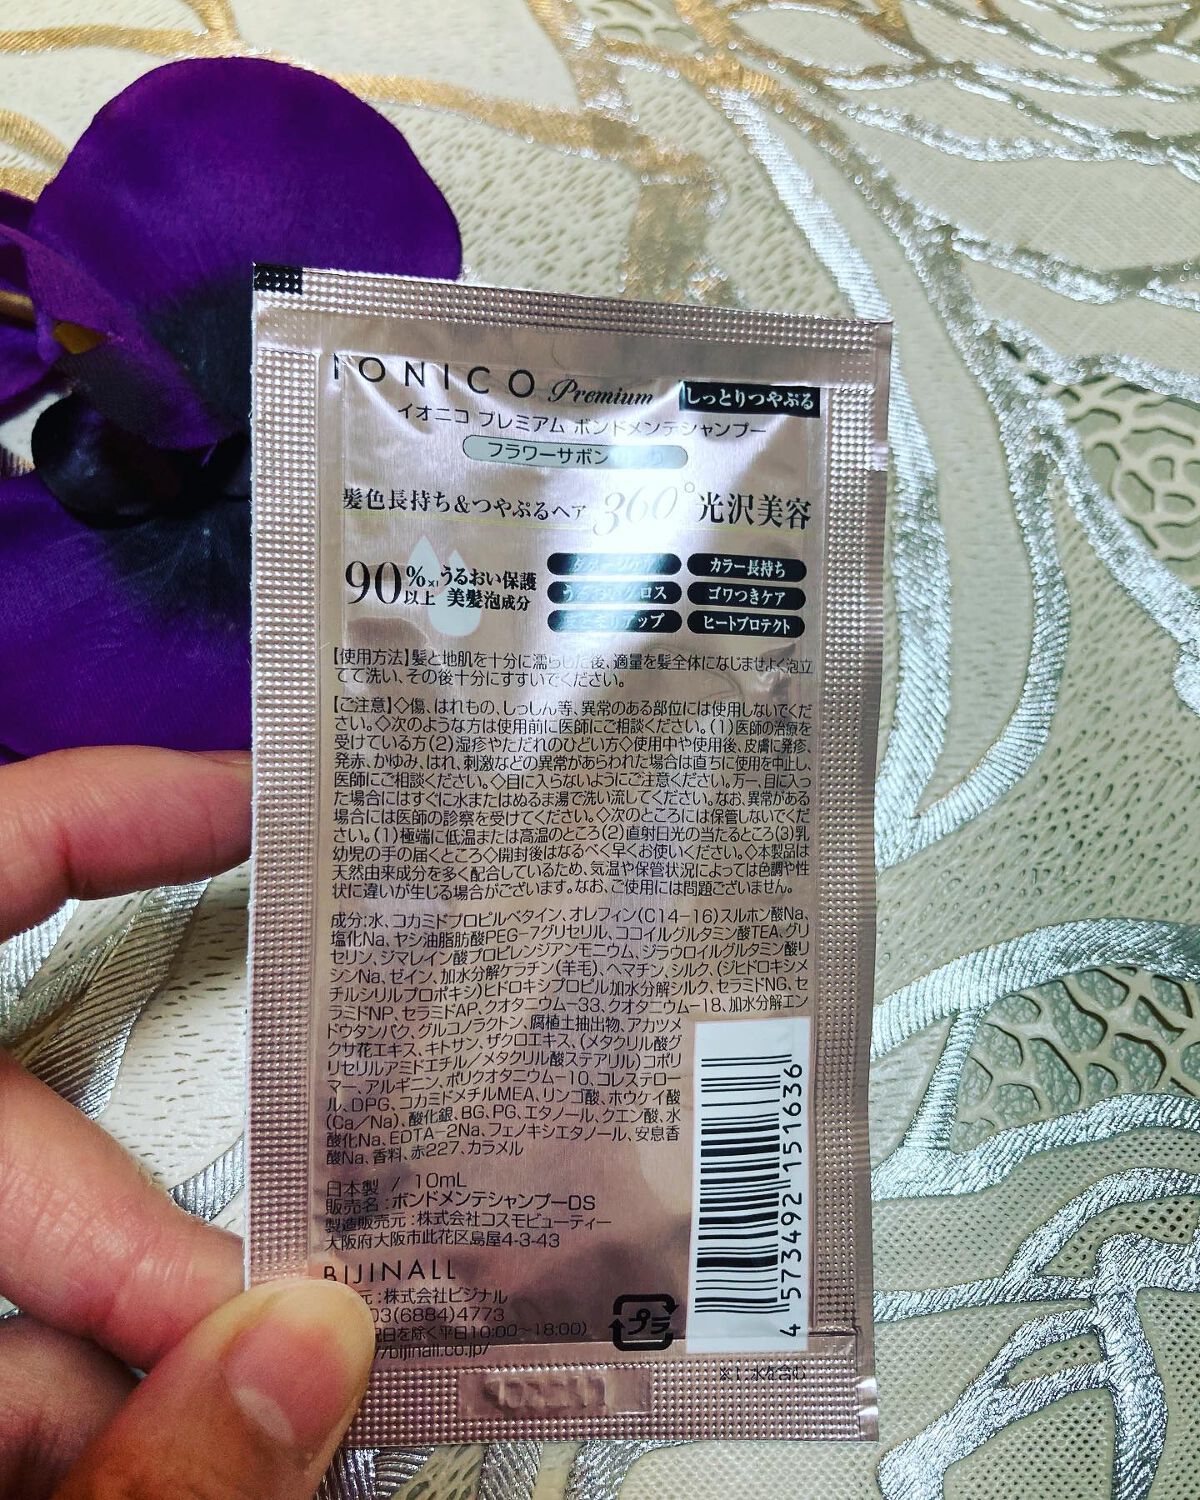 IONICO Premium しっとりつやぷる
イオニコ プレミアム ボンドメンテシャンプー
フラワーサボン
髪色長持ち&つやぷるヘア 360°光沢美容
90%以上※1うるおい保護美髪泡成分
カラー長持ち
うるおいグロス ゴワつきケア
まとまりアップ ヒートプロテクト
【使用方法】髪と地肌を十分に濡らした後、適量を髪全体になじませよく泡立
てて洗い、その後十分にすすいでください。
【ご注意】◇傷、はれもの、しっしん等、異常のある部位には使用しないでくだ
さい。◇次のような方は使用前に医師にご相談ください。(1)医師の治療を
受けている方(2)湿疹やただれのひどい方◇使用中や使用後、皮膚に発疹、
発赤、かゆみ、はれ、刺激などの異常があらわれた場合は直ちに使用を中止し、
医師にご相談ください。◇目に入らないようにご注意ください。万一、目に入っ
た場合にはすぐに水またはぬるま湯で洗い流してください。なお、異常がある
場合には医師の診察を受けてください。◇次のところには保管しないでくだ
さい。(1)極端に低温または高温のところ(2)直射日光の当たるところ(3)乳
幼児の手の届くところ◇開封後はなるべく早くお使いください。◇本製品は
天然由来成分を多く配合しているため、気温や保管状況によっては色調や性
状に違いが生じる場合がございます。なお、ご使用には問題ございません。
成分:水、コカミドプロピルベタイン、オレフィン(C14-16)スルホン酸Na、
塩化Na、ヤシ油脂肪酸PEG-7グリセリル、ココイルグルタミン酸TEA、グリ
セリン、ジマレイン酸プロピレンジアンモニウム、ジラウロイルグルタミン酸リ
シンNa、ゼイン、加水分解ケラチン(羊毛)、ヘマチン、シルク、(ジヒドロキシメ
チルシリルプロポキシ)ヒドロキシプロピル加水分解シルク、セラミドNG、セ
ラミドNP、セラミドAP、クオタニウム-33、クオタニウム-18、加水分解エン
ドウタンパク、グルコノラクトン、腐植土抽出物、アカツメ
クサ花エキス、キトサン、ザクロエキス、(メタクリル酸グ
リセリルアミドエチル/メタクリル酸ステアリル)コポリ
マー、アルギニン、ポリクオタニウム-10、コレステロー
ル、DPG、コカミドメチルMEA、リンゴ酸、ホウケイ酸
(Ca/Na)、酸化銀、BG、PG、エタノール、クエン酸、水
酸化Na、EDTA-2Na、フェノキシエタノール、安息香
酸Na、香料、赤227、カラメル
日本製 / 10mL
販売名:ボンドメンテシャンプーDS
製造販売元:株式会社コスモビューティー
大阪府大阪市此花区島屋4-3-43
BIJINALL
元:株式会社ビジナル
03(6884)4773
祝日を除く平日10:00~18:00)
//bijinall.co.jp/
プラ
4 573492 151636
※1:水を含む